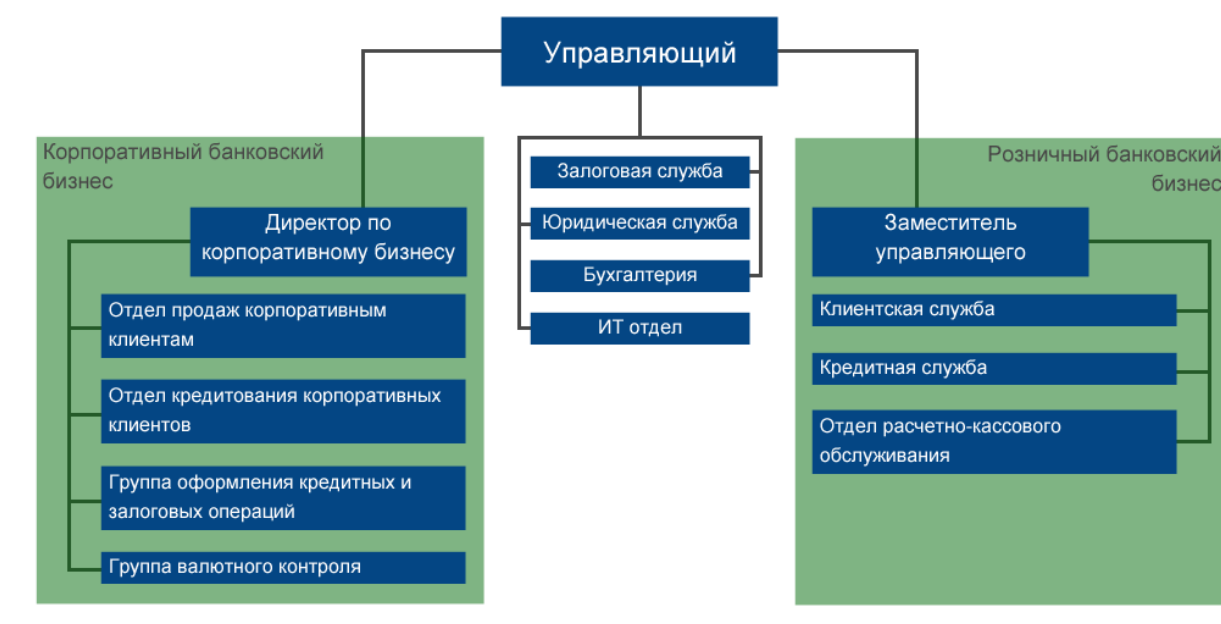 Управляющий
Корпоративный банковский
бизнес
Директор по
корпоративному бизнесу
Отдел продаж корпоративным
клиентам
Отдел кредитования корпоративных
клиентов
Группа оформления кредитных и
залоговых операций
Группа валютного контроля
Залоговая служба
Юридическая служба
Бухгалтерия
ИТ отдел
Розничный банковский
бизнес
Заместитель
управляющего
Клиентская служба
Кредитная служба
Отдел расчетно-кассового
обслуживания